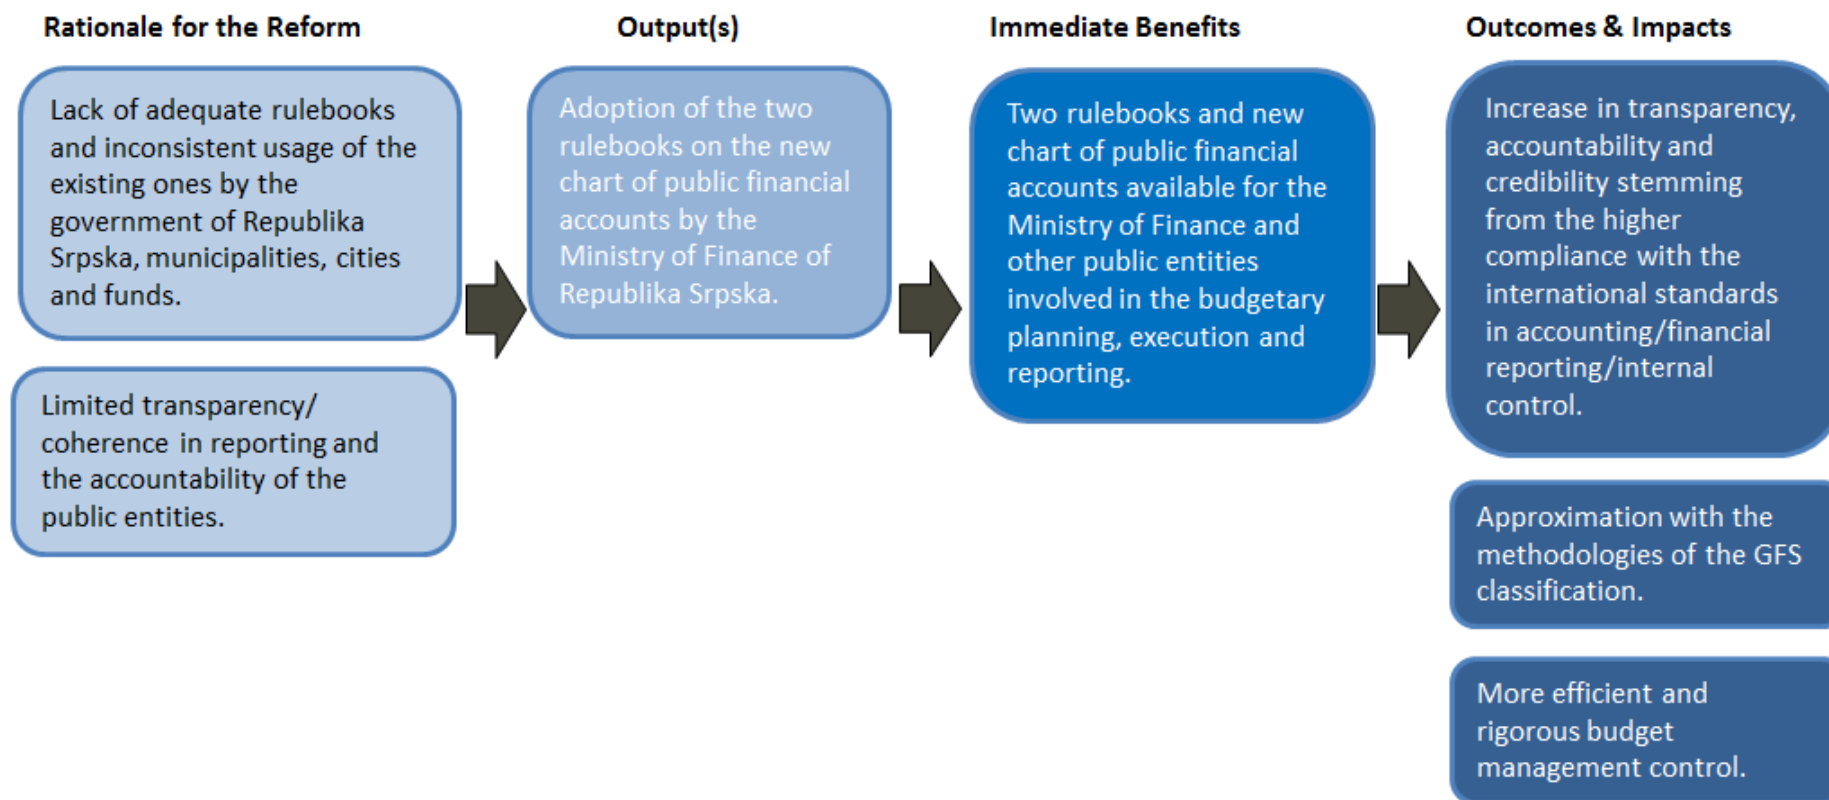 Rationale for the Reform
Lack of adequate rulebooks
and inconsistent usage of the
existing ones by the
government of Republika
Srpska, municipalities, cities
and funds.
Limited transparency/
coherence in reporting and
the accountability of the
public entities.
Output(s)
Adoption of the two
rulebooks on the new
chart of public financial
accounts by the
Ministry of Finance of
Republika Srpska.
Immediate Benefits
Two rulebooks and new
chart of public financial
accounts available for the
Ministry of Finance and
other public entities
involved in the budgetary
planning, execution and
reporting.
Outcomes & Impacts
Increase in transparency,
accountability and
credibility stemming
from the higher
compliance with the
international standards
in accounting/financial
reporting/internal
control.
Approximation with the
methodologies of the GFS
classification.
More efficient and
rigorous budget
management control.